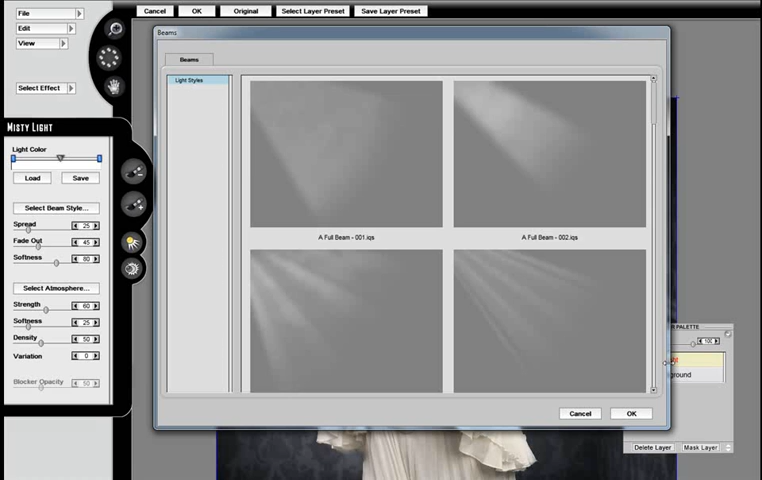 File
Edit
View
Select Effect
Cancel
OK
Original
Select Layer Preset
Save Layer Preset
MISTY LIGHT
Light Color
Load
Save
Select Beam Style...
Spread
25
Fade Out
45
Softness
80
Select Atmosphere...
Strength
60
Softness
25
Density
50
Variation
0
Blocker Opacity
50
Beams
Beams
Light Styles
A Full Beam - 001.iqs
A Full Beam - 002.iqs
Cancel
OK
PALETTE
Delete Layer
Mask Layer